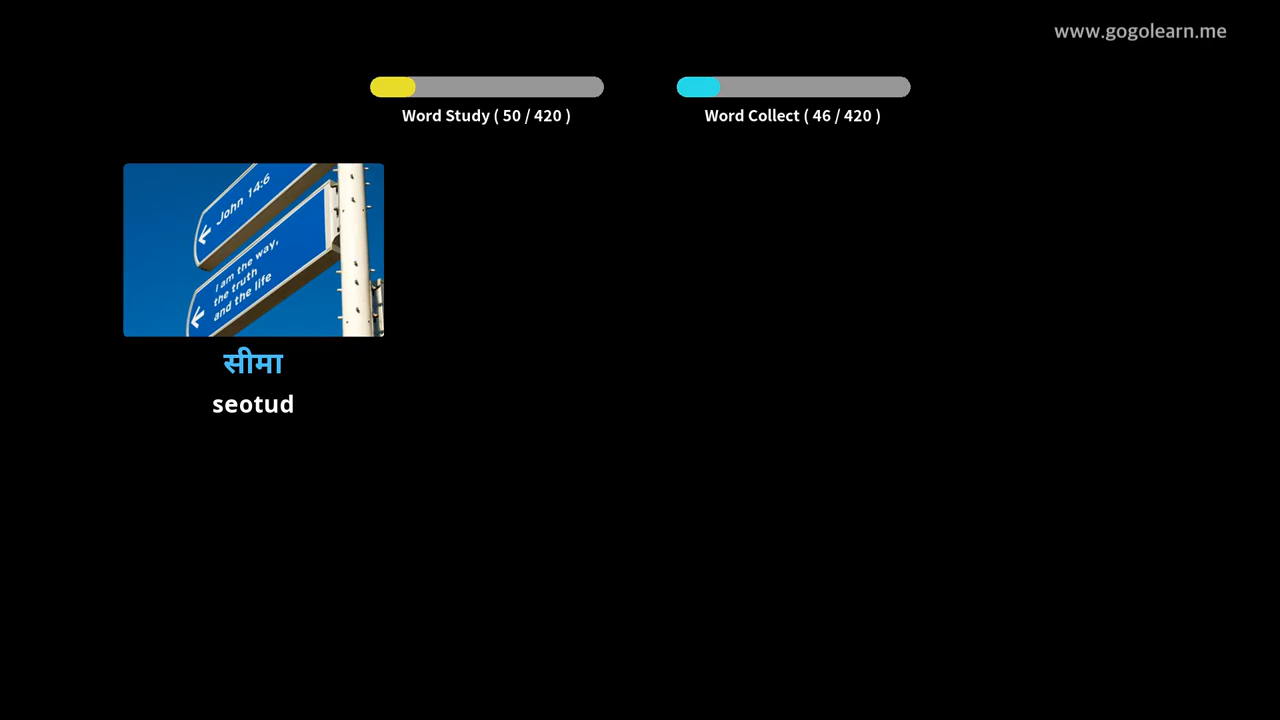 www.gogolearn.me
Word Study ( 50 / 420 )
Word Collect ( 46 / 420 )
John 14:6
I am the way,
the truth
and the life
सीमा
seotud